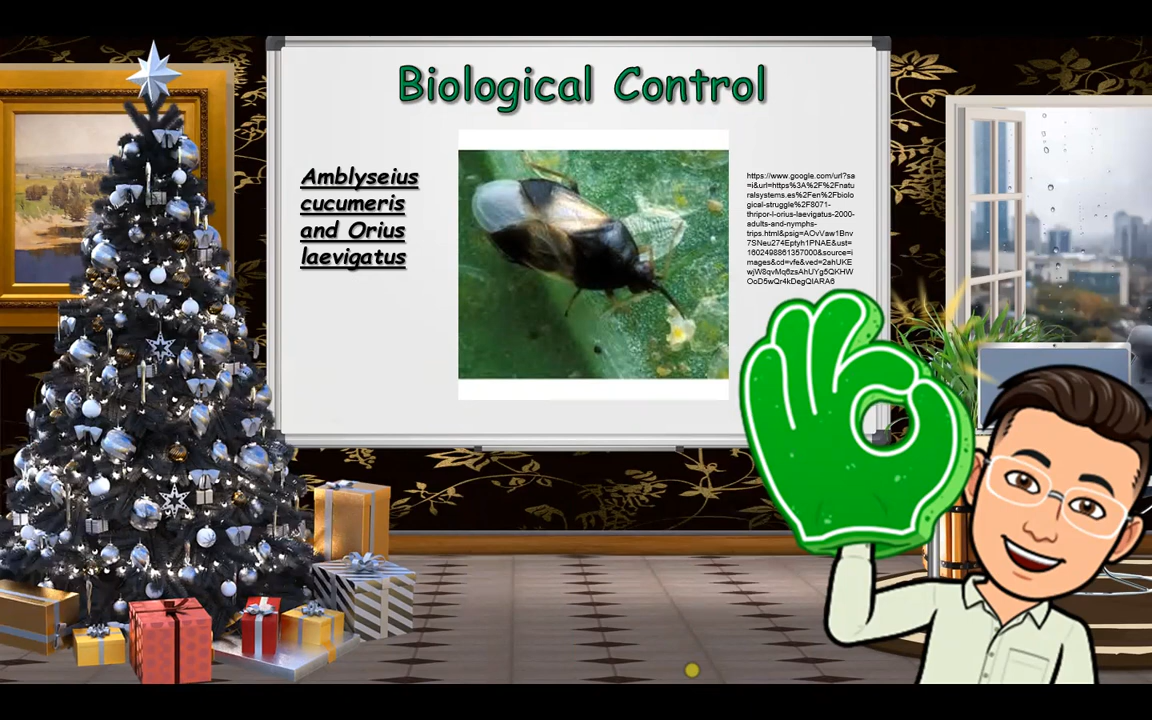 Biological Control
Amblyseius
cucumeris
and Orius
laevigatus
https://www.google.com/url?sa
=i&url=https%3A%2F%2Fnatu
ralsystems.es%2Fen%2Fbiolo
gical-struggle%2F8071-
thripor-l-orius-laevigatus-2000-
adults-and-nymphs-
trips.html&psig=AOvVaw1Bnv
7SNeu274Eptyh1PNAE&ust=
1602498861357000&source=i
mages&cd=vfe&ved=2ahUKE
wjW8qvMq6zsAhUYg5QKHW
OoD5wQr4kDegQIARA6